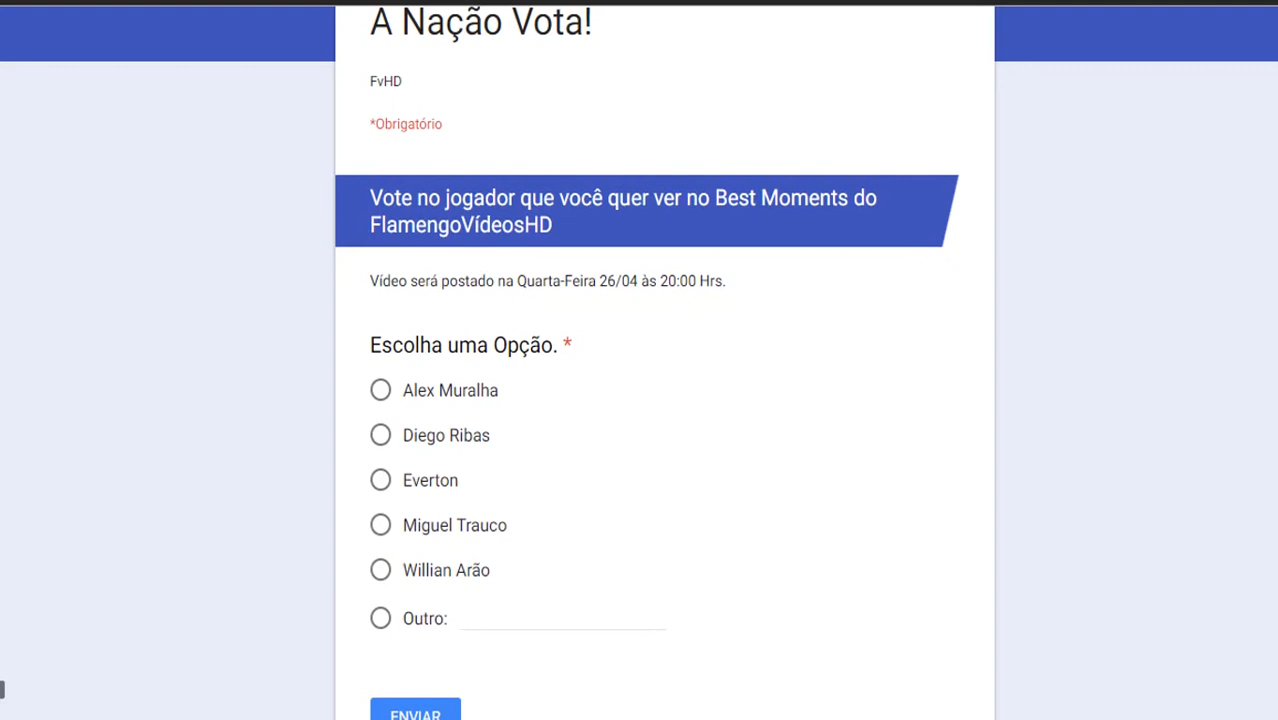 A Nação Vota!
FvHD
*Obrigatório
Vote no jogador que você quer ver no Best Moments do
FlamengoVídeosHD
Vídeo será postado na Quarta-Feira 26/04 às 20:00 Hrs.
Escolha uma Opção. *
Alex Muralha
Diego Ribas
Everton
Miguel Trauco
Willian Arão
Outro:
ENVIAR